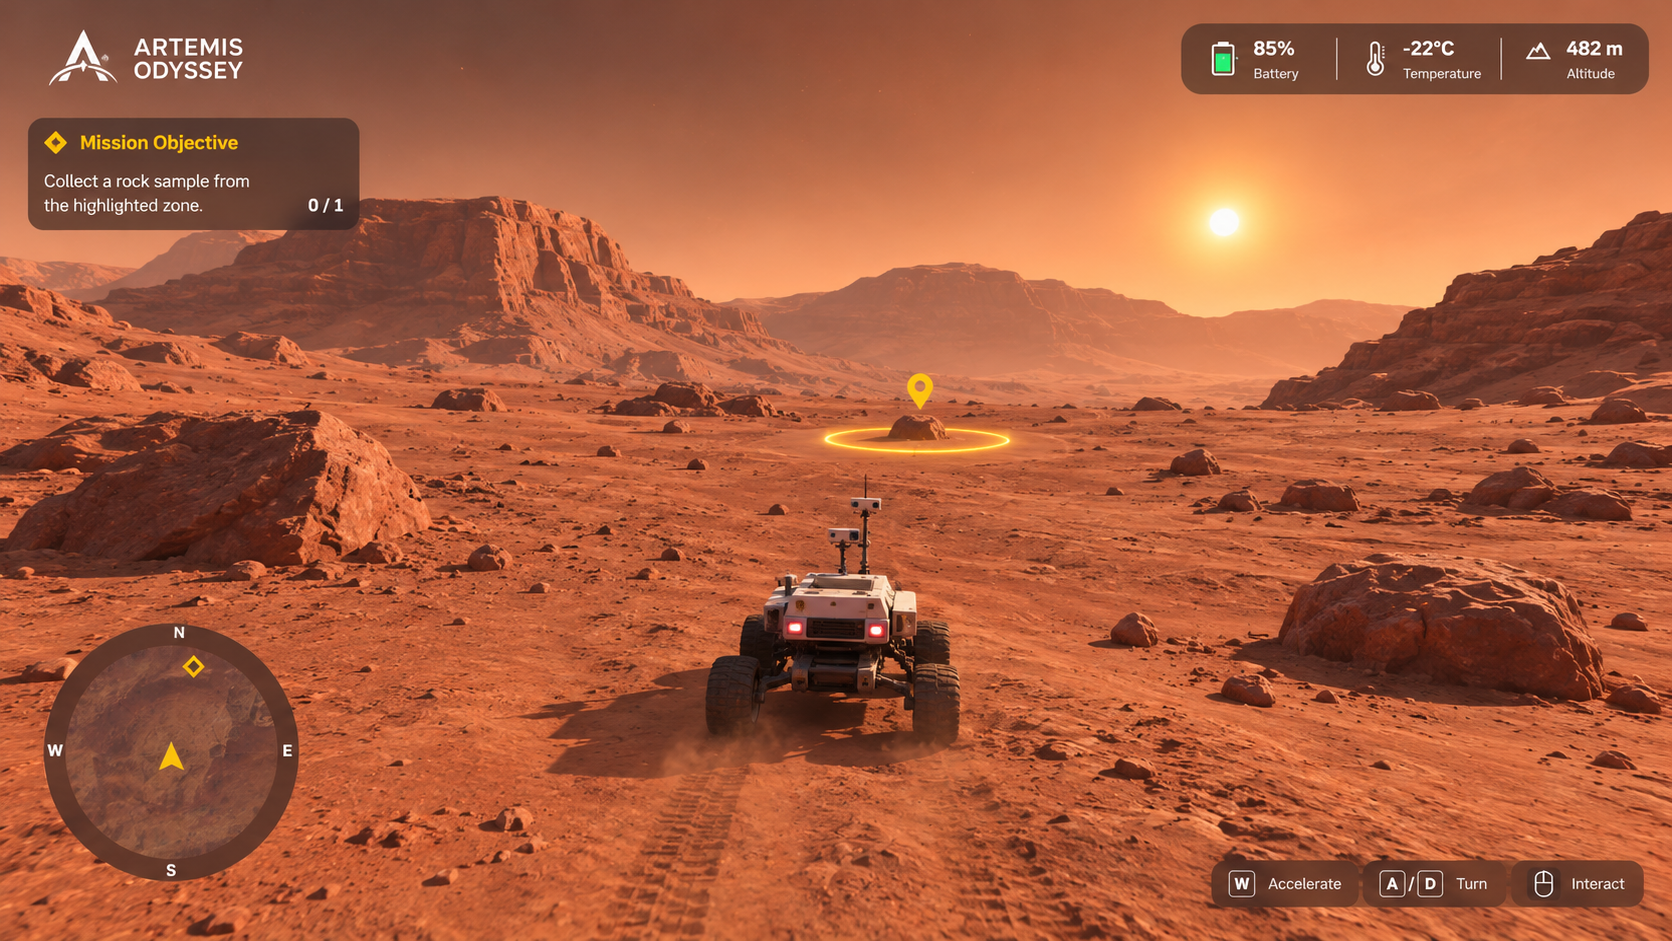 ARTEMIS
ODYSSEY
85%
Battery
-22°C
Temperature
482 m
Altitude
Mission Objective
Collect a rock sample from
the highlighted zone.
0 / 1
N
W
E
S
W Accelerate
A / D Turn
Interact